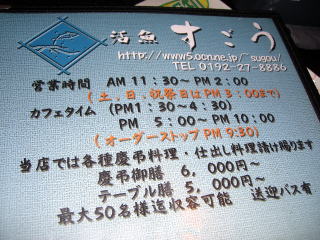 活魚 すごう
http://www5.ocn.ne.jp/~sugou/
TEL 0192-27-8886
営業時間 AM 11：30～PM 2：00
（土、日、祝祭日はPM 3：00まで）
カフェタイム （PM1：30～4：30）
PM 5：00～PM 10：00
（オーダーストップ PM 9:30）
当店では各種慶弔料理・仕出し料理請け賜ります
慶弔御膳 6，000円～
テーブル膳 5，000円～
最大50名様迄収容可能 送迎バス有